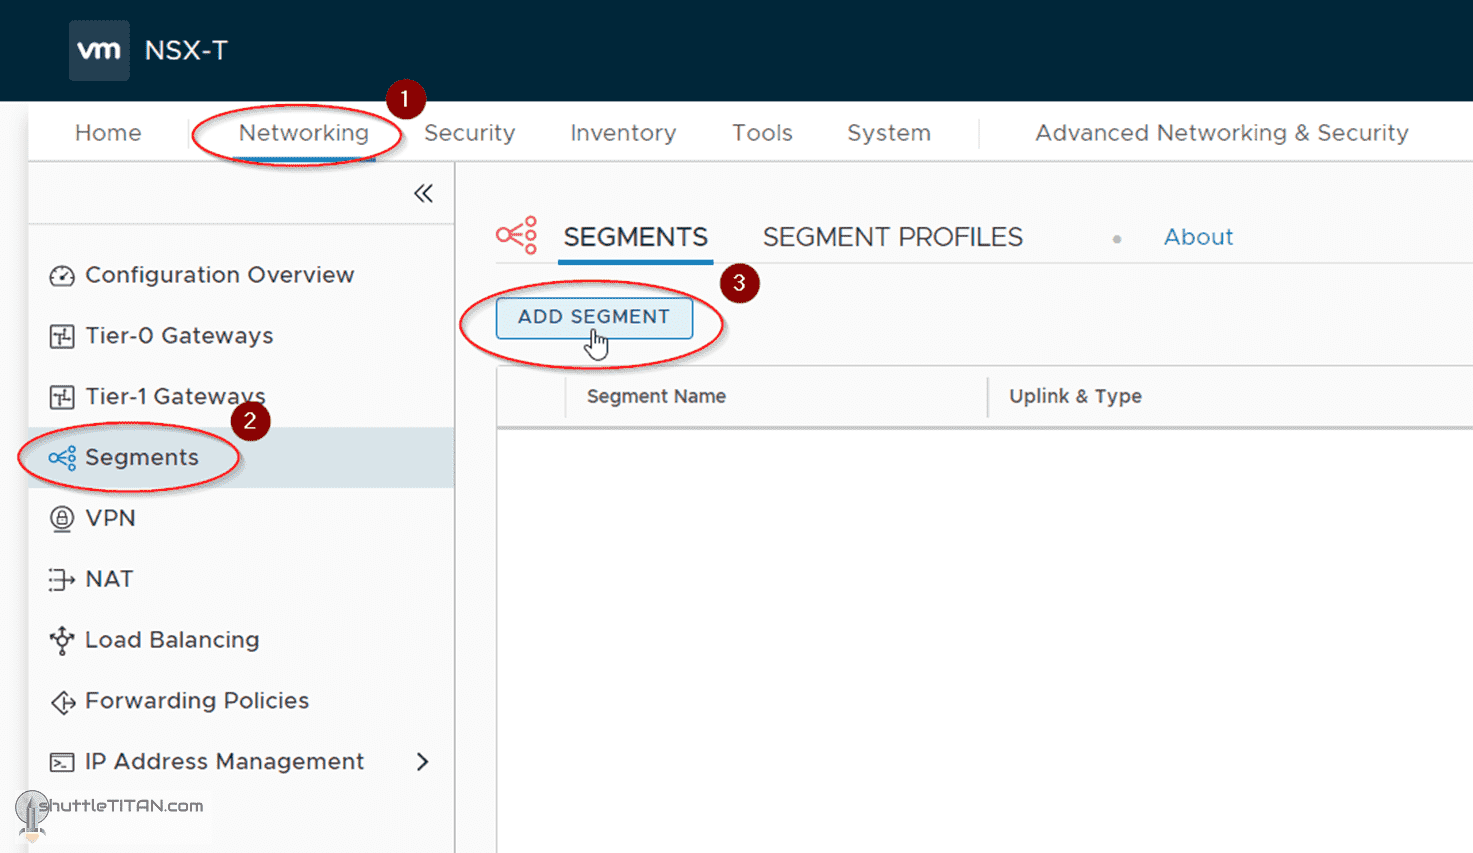 vm NSX-T
1
Home Networking Security Inventory Tools System Advanced Networking & Security
SEGMENTS SEGMENT PROFILES About
3
ADD SEGMENT
Segment Name Uplink & Type
Configuration Overview
Tier-0 Gateways
Tier-1 Gateways
2
Segments
VPN
NAT
Load Balancing
Forwarding Policies
IP Address Management
shuttleTITAN.com